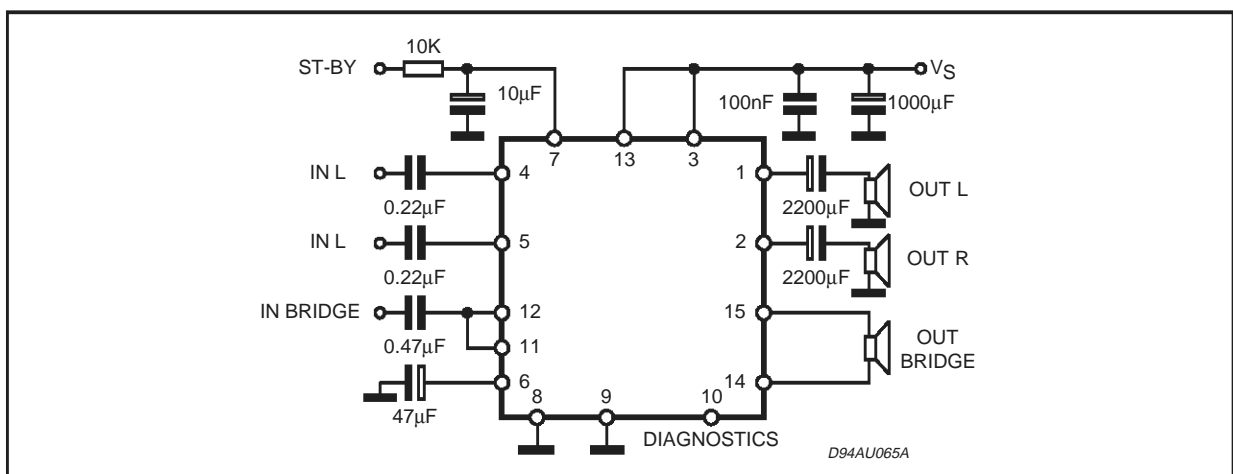 10K
ST-BY
10µF
100nF
1000µF
VS
7
13
3
IN L
0.22µF
4
1
2200µF
OUT L
IN L
0.22µF
5
2
2200µF
OUT R
IN BRIDGE
0.47µF
12
11
15
OUT
BRIDGE
14
47µF
6
8
9
10
DIAGNOSTICS
D94AU065A